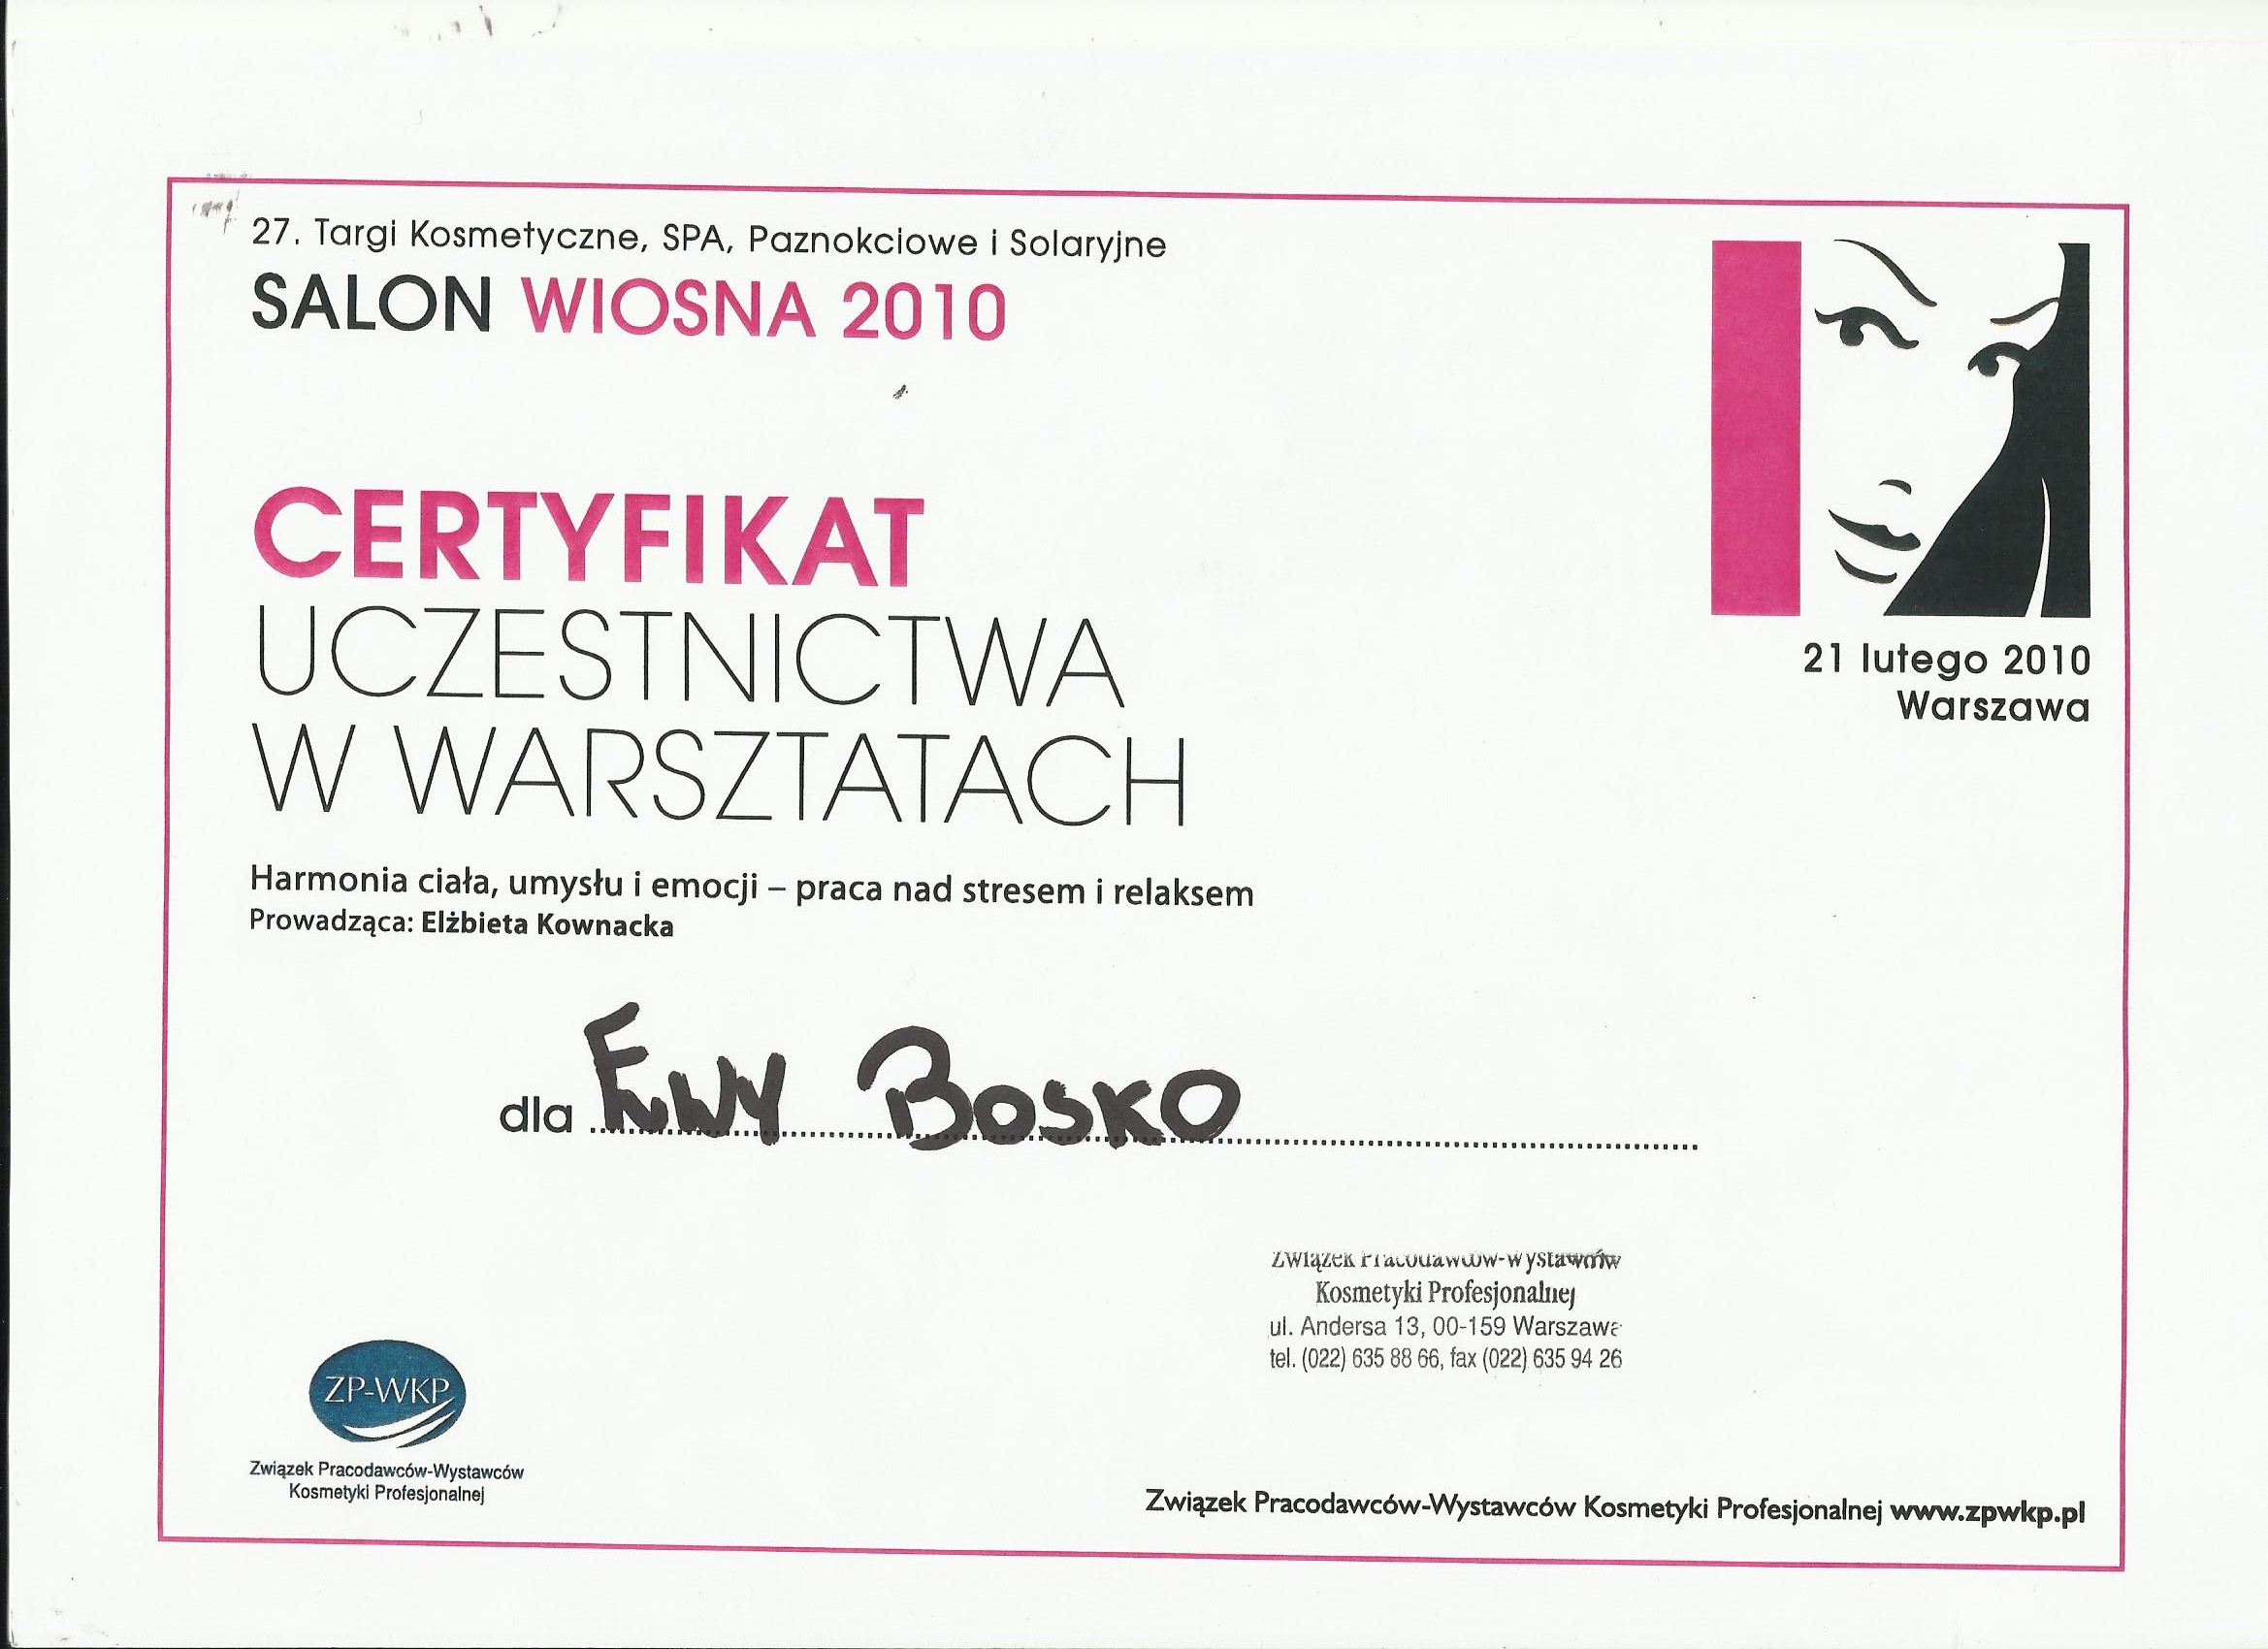 27. Targi Kosmetyczne, SPA, Paznokciowe i Solaryjne
SALON WIOSNA 2010
21 lutego 2010
Warszawa
CERTYFIKAT
UCZESTNICTWA
W WARSZTATACH
Harmonia ciała, umysłu i emocji – praca nad stresem i relaksem
Prowadząca: Elżbieta Kownacka
dla EWY BOSKO
Związek Pracodawców-Wystawców
Kosmetyki Profesjonalnej
ul. Andersa 13, 00-159 Warszawa
tel. (022) 635 88 66, fax (022) 635 94 26
ZP-WKP
Związek Pracodawców-Wystawców
Kosmetyki Profesjonalnej
Związek Pracodawców-Wystawców Kosmetyki Profesjonalnej www.zpwkp.pl